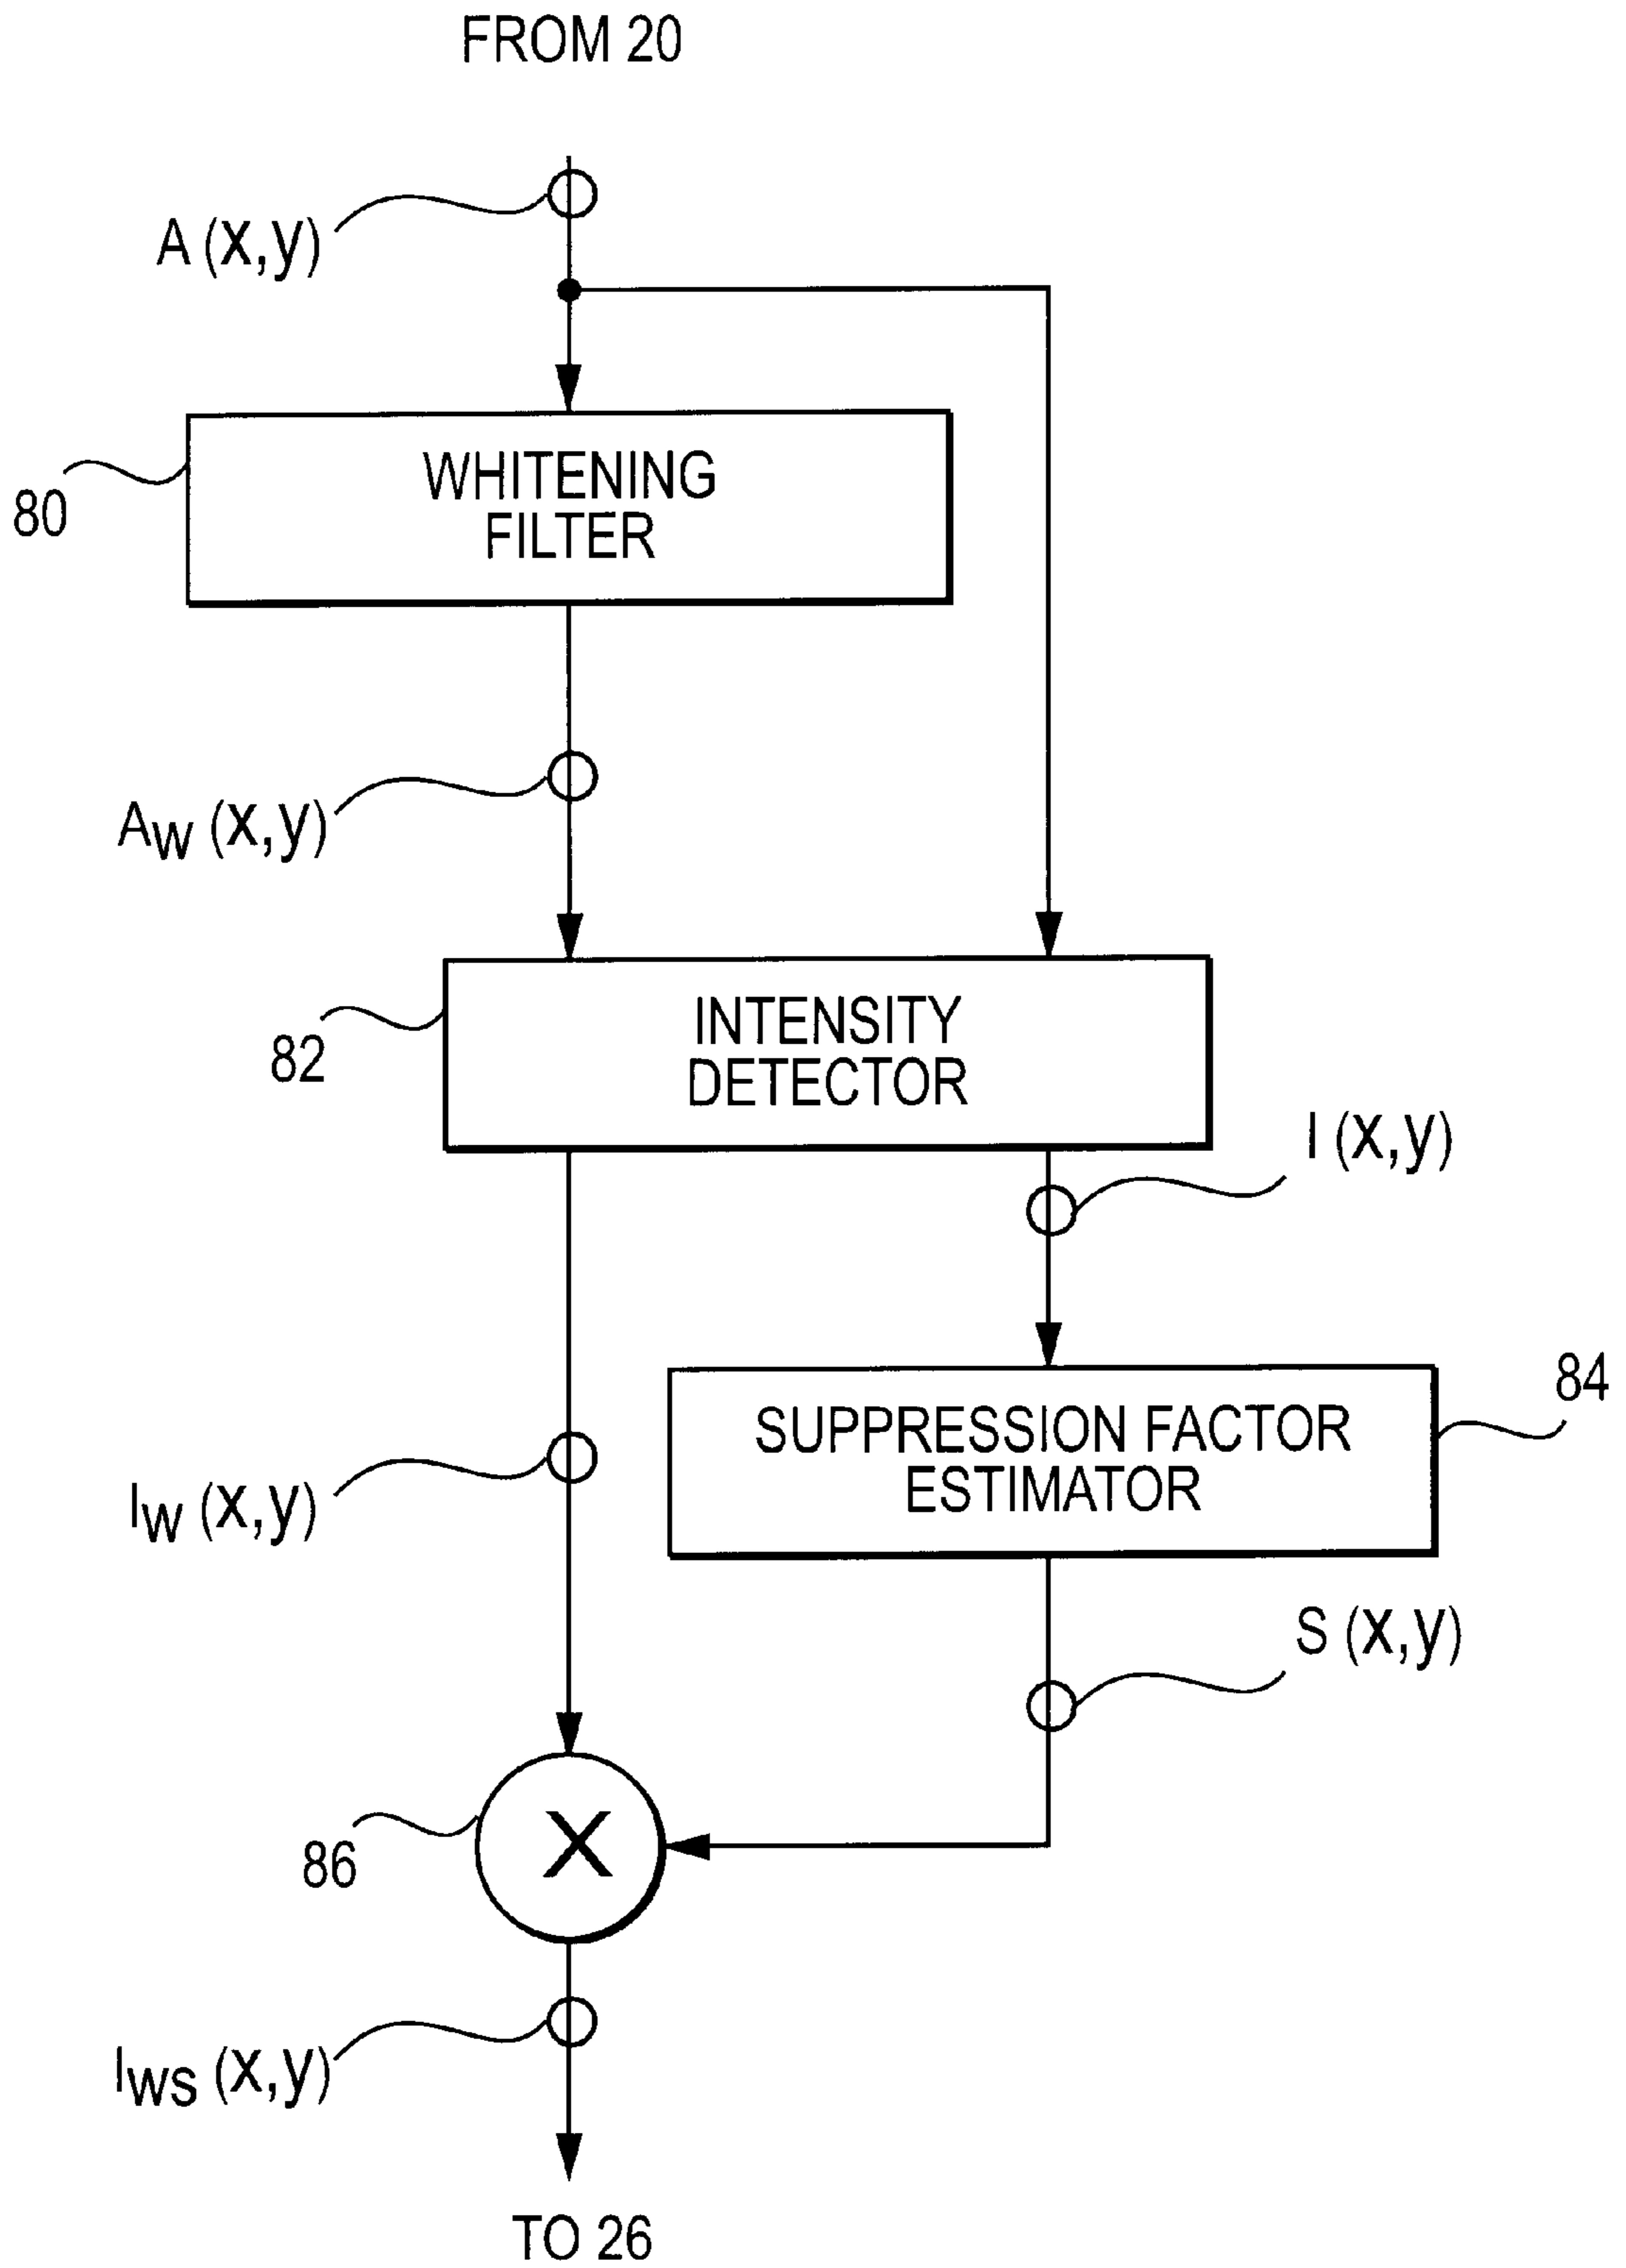 FROM 20
A (x,y)
WHITENING
FILTER
80
Aw (x,y)
INTENSITY
DETECTOR
82
I (x,y)
84
SUPPRESSION FACTOR
ESTIMATOR
Iw (x,y)
S (x,y)
X
86
Iws (x,y)
TO 26